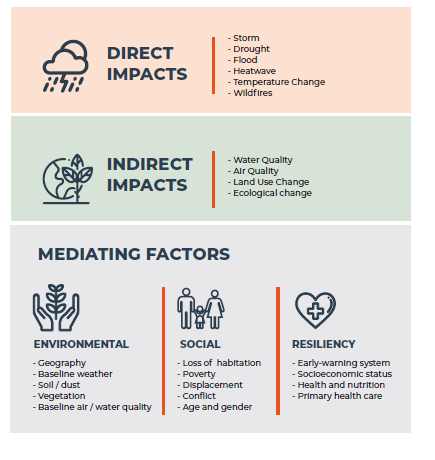 DIRECT
IMPACTS
- Storm
- Drought
- Flood
- Heatwave
- Temperature Change
- Wildfires
INDIRECT
IMPACTS
- Water Quality
- Air Quality
- Land Use Change
- Ecological change
MEDIATING FACTORS
ENVIRONMENTAL
- Geography
- Baseline weather
- Soil / dust
- Vegetation
- Baseline air / water quality
SOCIAL
- Loss of habitation
- Poverty
- Displacement
- Conflict
- Age and gender
RESILIENCY
- Early-warning system
- Socioeconomic status
- Health and nutrition
- Primary health care